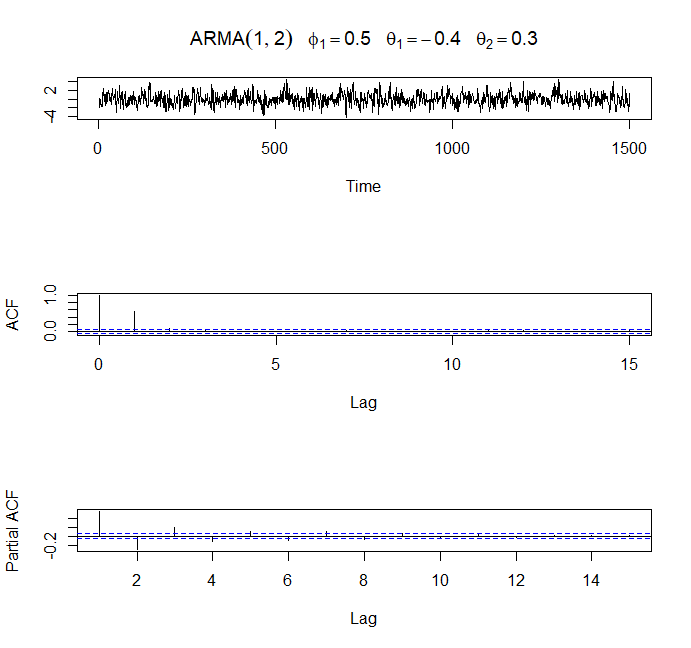 ARMA(1, 2) ϕ1 = 0.5 θ1 = −0.4 θ2 = 0.3
2
-4
0 500 1000 1500
Time
ACF
1.0
0.0
0 5 10 15
Lag
Partial ACF
-0.2
2 4 6 8 10 12 14
Lag